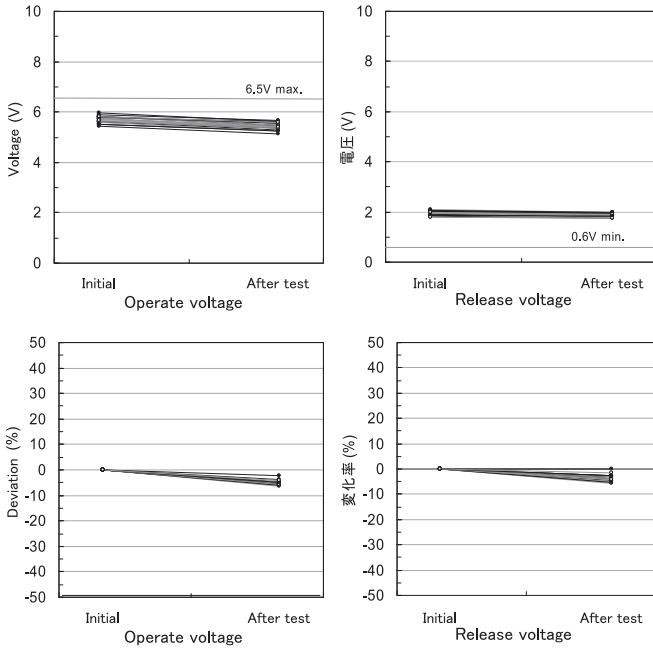 10
8
6
4
2
0
Voltage (V)
6.5V max.
Initial
After test
Operate voltage
10
8
6
4
2
0
電圧 (V)
0.6V min.
Initial
After test
Release voltage
50
40
30
20
10
0
-10
-20
-30
-40
-50
Deviation (%)
Initial
After test
Operate voltage
50
40
30
20
10
0
-10
-20
-30
-40
-50
変化率 (%)
Initial
After test
Release voltage